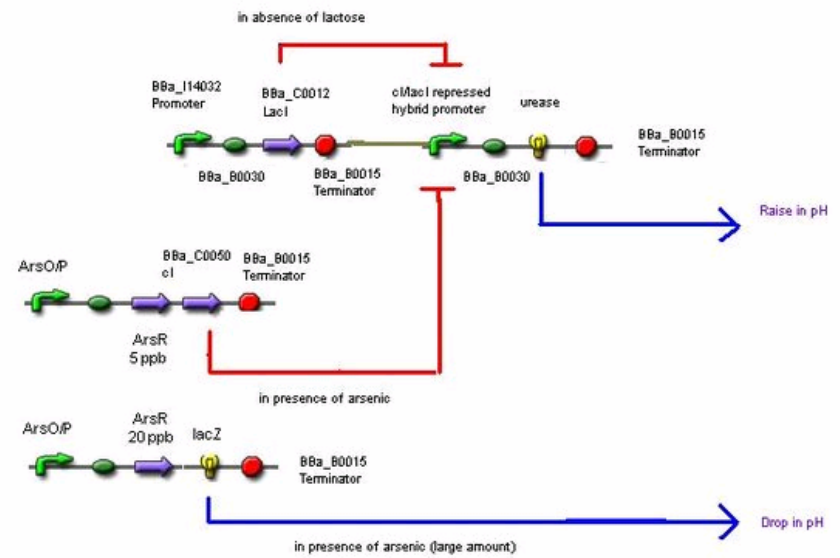 in absence of lactose
BBa_I14032
Promoter
BBa_C0012
LacI
cI/lacI repressed
hybrid promoter
urease
BBa_B0015
Terminator
BBa_B0030
BBa_B0015
Terminator
BBa_B0030
Raise in pH
ArsO/P
BBa_C0050
cI
BBa_B0015
Terminator
ArsR
5 ppb
in presence of arsenic
ArsO/P
ArsR
20 ppb
lacZ
BBa_B0015
Terminator
Drop in pH
in presence of arsenic (large amount)